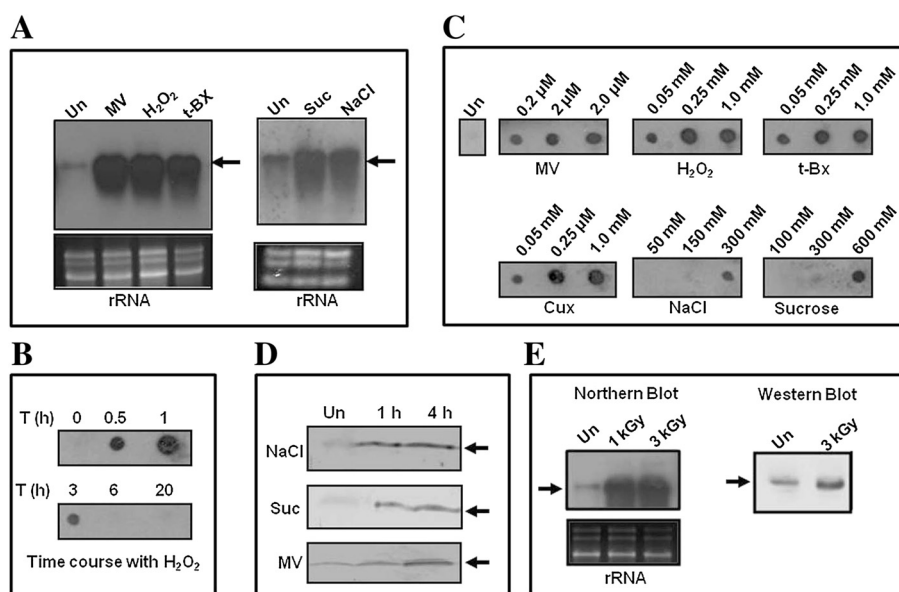 A
Un MV H₂O₂ t-BX
rRNA
Un Suc NaCl
rRNA
B
T (h) 0 0.5 1
T (h) 3 6 20
Time course with H₂O₂
C
Un
0.2 µM 2 µM 2.0 µM
MV
0.05 mM 0.25 mM 1.0 mM
H₂O₂
0.05 mM 0.25 mM 1.0 mM
t-Bx
0.05 mM 0.25 µM 1.0 mM
Cux
50 mM 150 mM 300 mM
NaCl
100 mM 300 mM 600 mM
Sucrose
D
Un 1 h 4 h
NaCl
Suc
MV
E
Northern Blot
Un 1 kGy 3 kGy
rRNA
Western Blot
Un 3 kGy